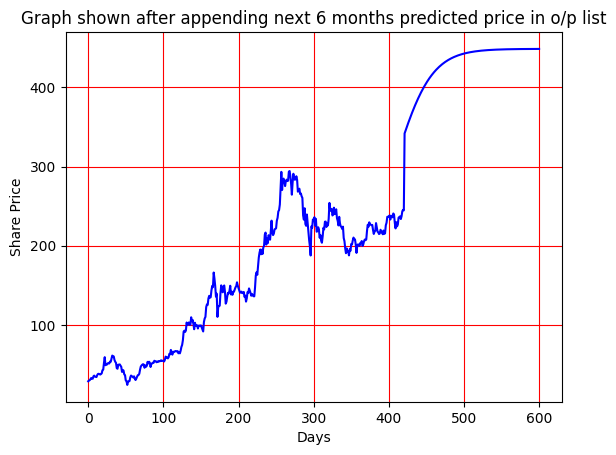 Graph shown after appending next 6 months predicted price in o/p list
400
300
200
100
Share Price
0 100 200 300 400 500 600
Days